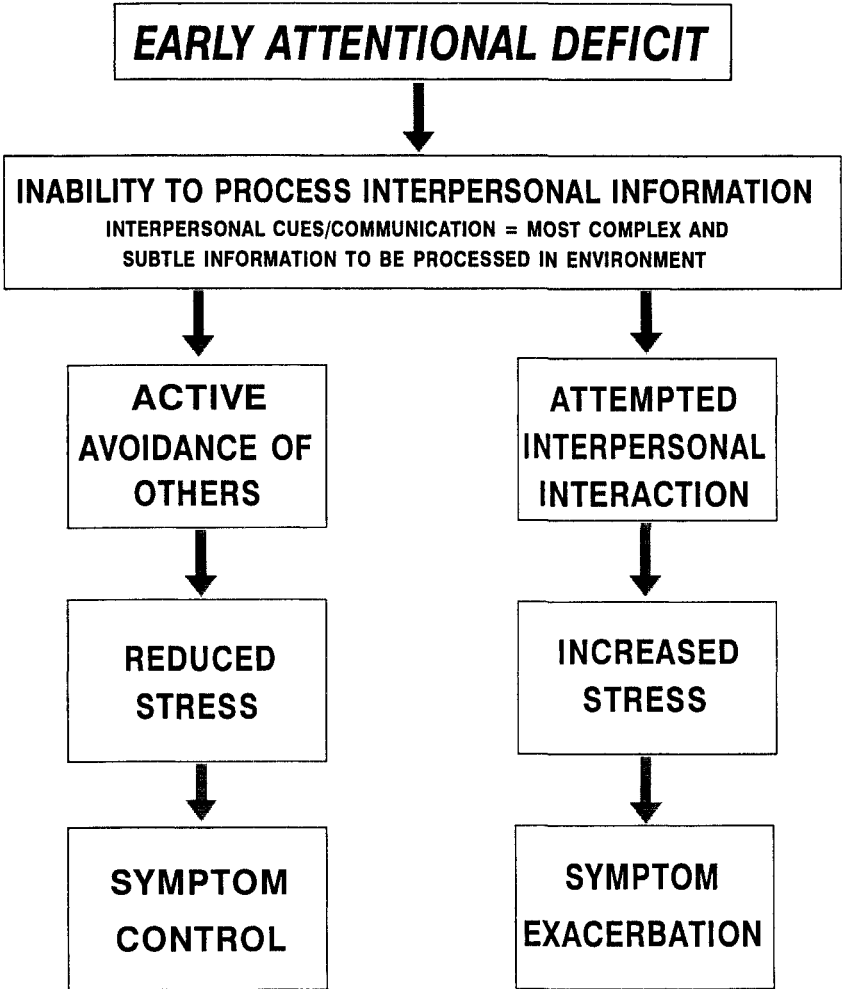 EARLY ATTENTIONAL DEFICIT
INABILITY TO PROCESS INTERPERSONAL INFORMATION
INTERPERSONAL CUES/COMMUNICATION = MOST COMPLEX AND
SUBTLE INFORMATION TO BE PROCESSED IN ENVIRONMENT
ACTIVE
AVOIDANCE OF
OTHERS
ATTEMPTED
INTERPERSONAL
INTERACTION
REDUCED
STRESS
INCREASED
STRESS
SYMPTOM
CONTROL
SYMPTOM
EXACERBATION